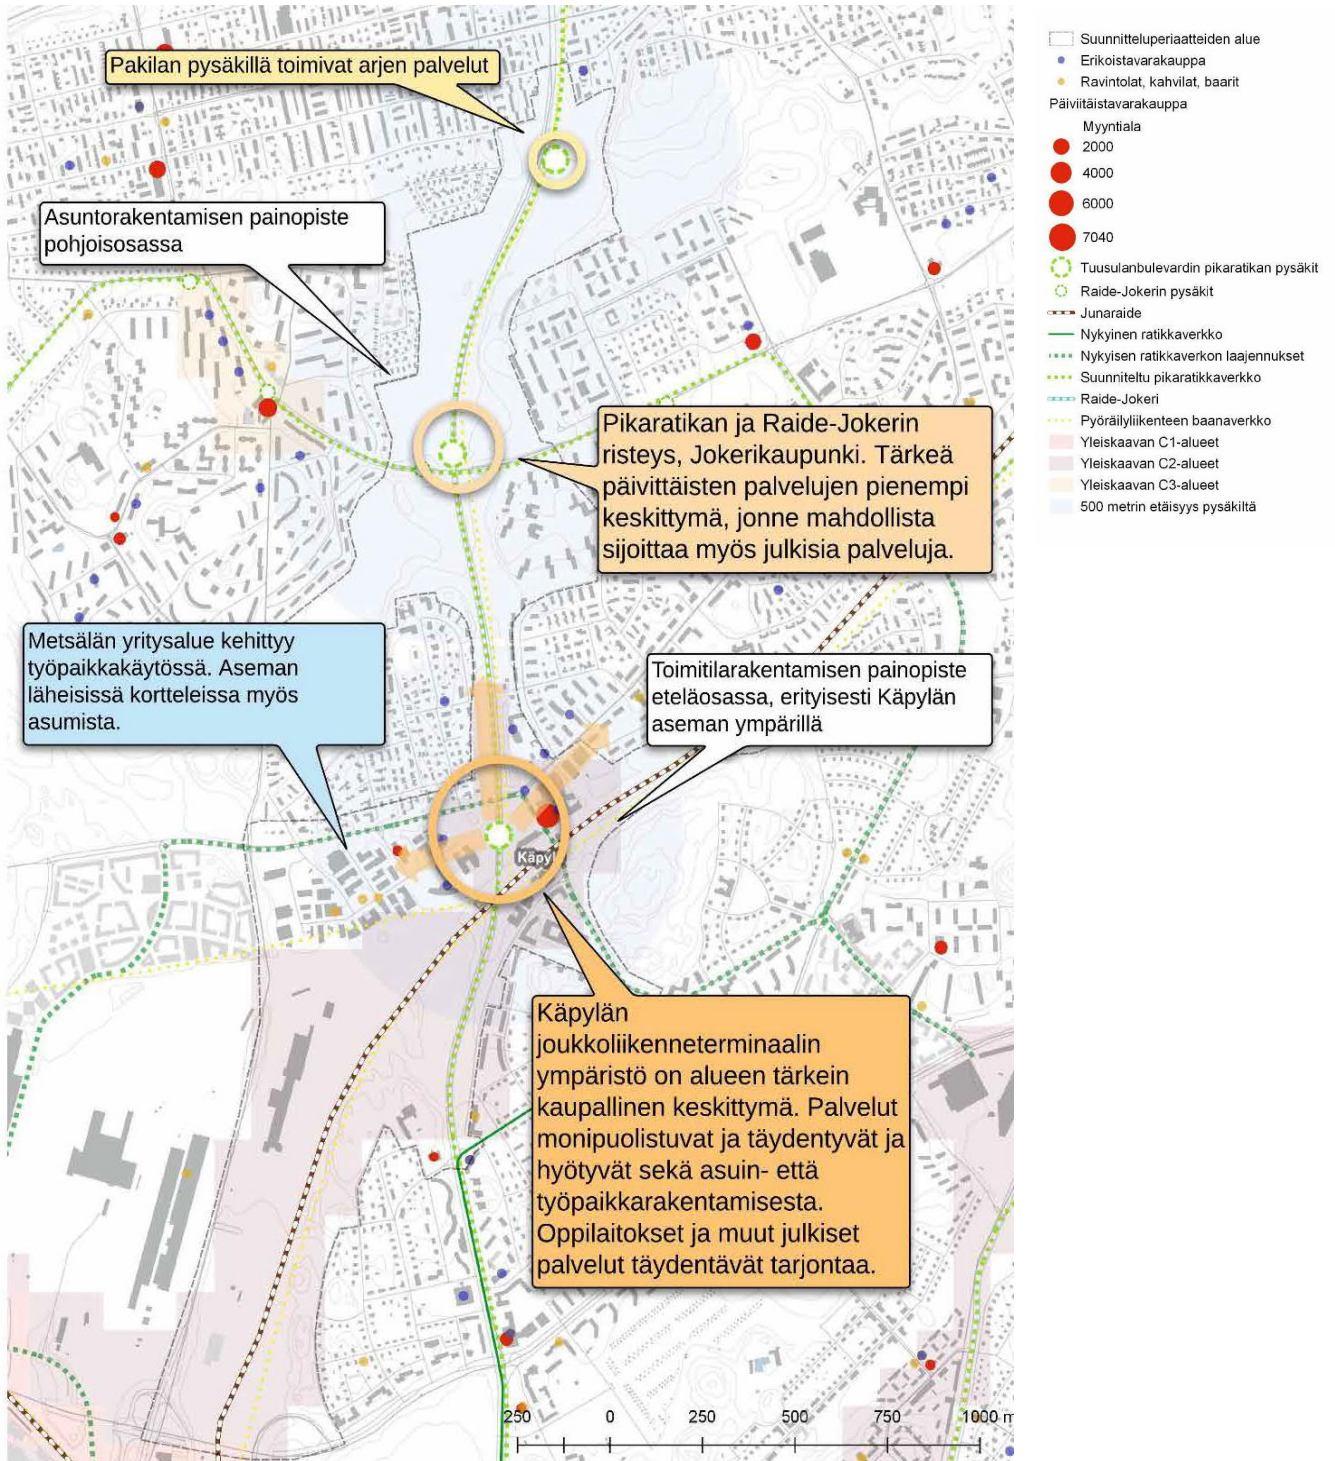 Pakilan pysäkillä toimivat arjen palvelut
Asuntorakentamisen painopiste
pohjoisosassa
Pikaratikan ja Raide-Jokerin
risteys, Jokerikaupunki. Tärkeä
päivittäisten palvelujen pienempi
keskittymä, jonne mahdollista
sijoittaa myös julkisia palveluja.
Metsälän yritysalue kehittyy
työpaikkakäytössä. Aseman
läheisissä kortteleissa myös
asumista.
Toimitilarakentamisen painopiste
eteläosassa, erityisesti Käpylän
aseman ympärillä
Käpyl
Käpylän
joukkoliikenneterminaalin
ympäristö on alueen tärkein
kaupallinen keskittymä. Palvelut
monipuolistuvat ja täydentyvät ja
hyötyvät sekä asuin- että
työpaikkarakentamisesta.
Oppilaitokset ja muut julkiset
palvelut täydentävät tarjontaa.
250 0 250 500 750 1000 m
Suunnitteluperiaatteiden alue
Erikoistavarakauppa
Ravintolat, kahvilat, baarit
Päiviitäistavarakauppa
Myyntiala
2000
4000
6000
7040
Tuusulanbulevardin pikaratikan pysäkit
Raide-Jokerin pysäkit
Junaraide
Nykyinen ratikkaverkko
Nykyisen ratikkaverkon laajennukset
Suunniteltu pikaratikkaverkko
Raide-Jokeri
Pyöräilyliikenteen baanaverkko
Yleiskaavan C1-alueet
Yleiskaavan C2-alueet
Yleiskaavan C3-alueet
500 metrin etäisyys pysäkiltä